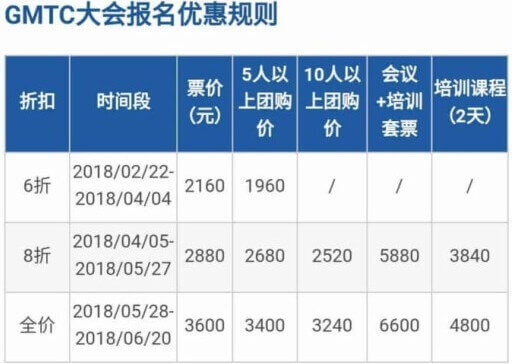 GMTC大会报名优惠规则
折扣 时间段 票价(元) 5人以上团购价 10人以上团购价 会议+培训套票 培训课程(2天)
6折 2018/02/22-2018/04/04 2160 1960 / / /
8折 2018/04/05-2018/05/27 2880 2680 2520 5880 3840
全价 2018/05/28-2018/06/20 3600 3400 3240 6600 4800